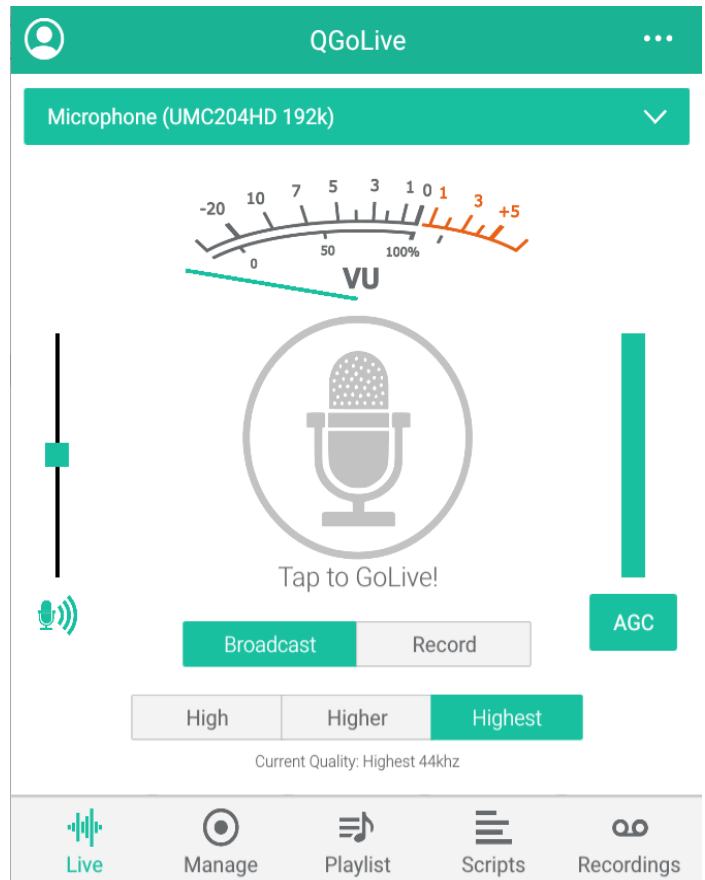 QGoLive
Microphone (UMC204HD 192k)
-20 10 7 5 3 1 0 1 3 +5
0 50 100%
VU
Tap to GoLive!
AGC
Broadcast Record
High Higher Highest
Current Quality: Highest 44khz
Live Manage Playlist Scripts Recordings